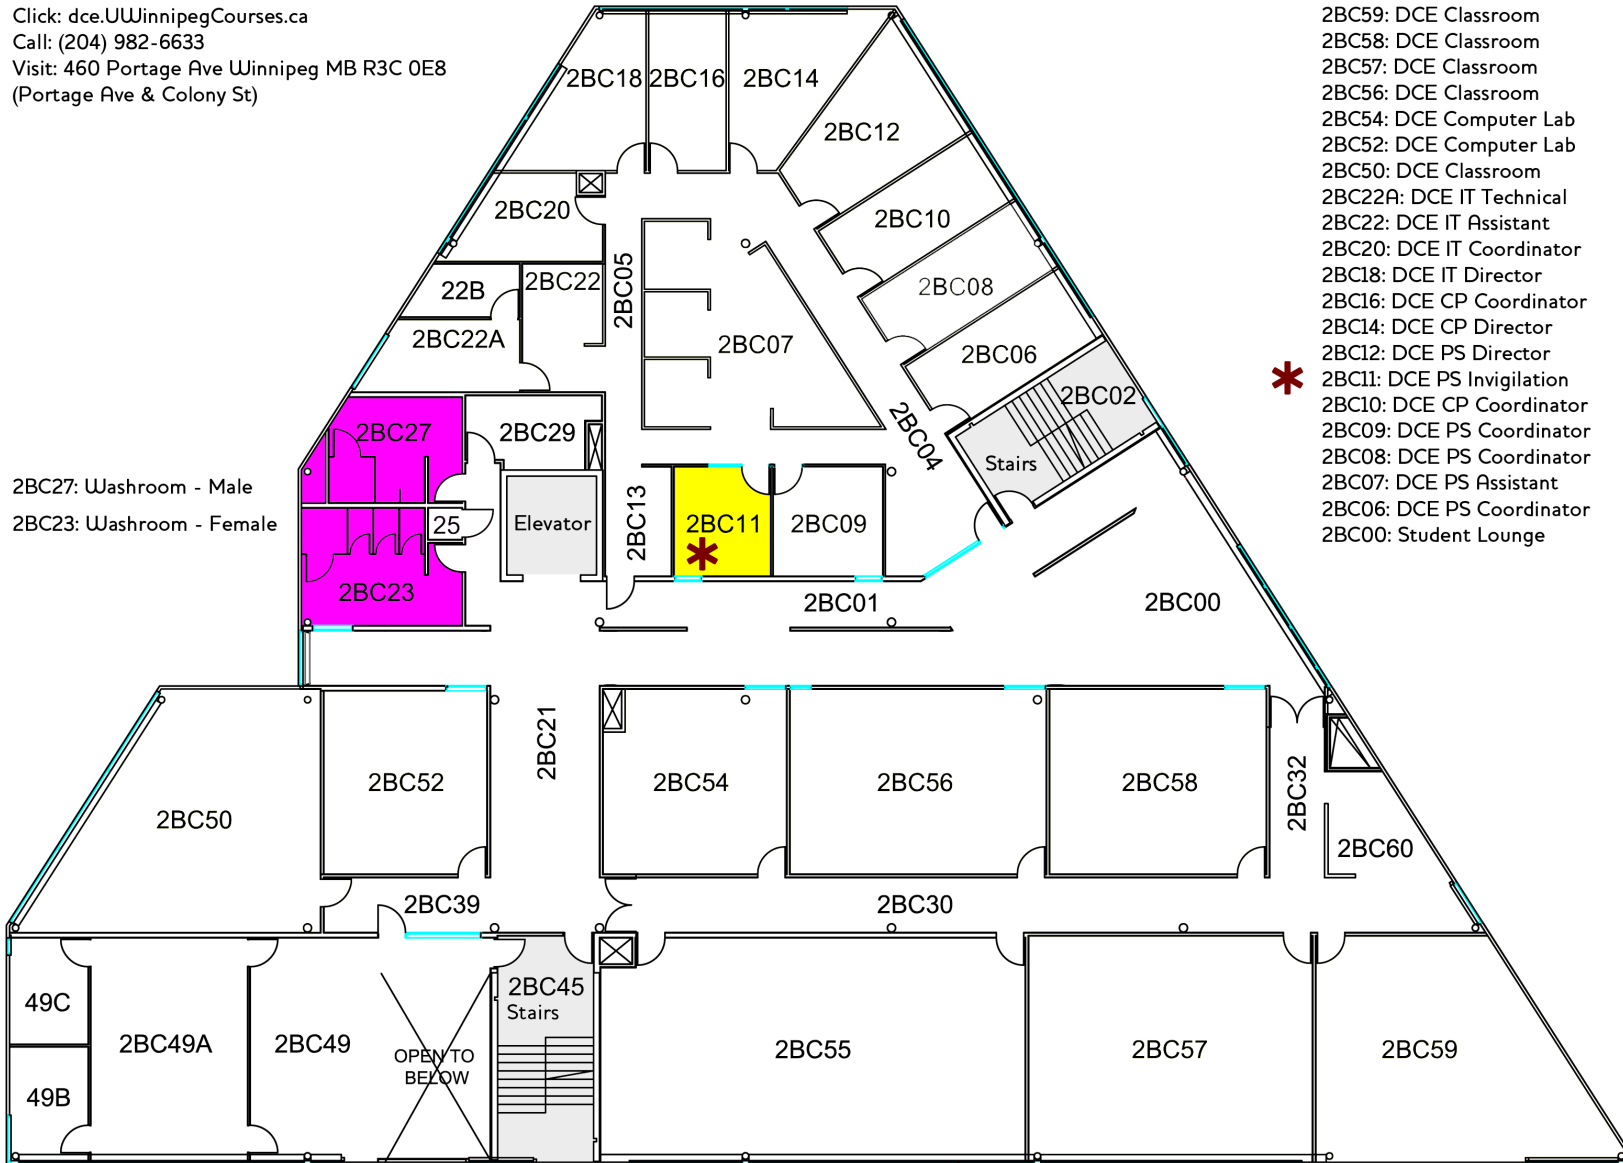 Click: dce.UWinnipegCourses.ca
Call: (204) 982-6633
Visit: 460 Portage Ave Winnipeg MB R3C 0E8
(Portage Ave & Colony St)
2BC59: DCE Classroom
2BC58: DCE Classroom
2BC57: DCE Classroom
2BC56: DCE Classroom
2BC54: DCE Computer Lab
2BC52: DCE Computer Lab
2BC50: DCE Classroom
2BC22A: DCE IT Technical
2BC22: DCE IT Assistant
2BC20: DCE IT Coordinator
2BC18: DCE IT Director
2BC16: DCE CP Coordinator
2BC14: DCE CP Director
2BC12: DCE PS Director
2BC11: DCE PS Invigilation
2BC10: DCE CP Coordinator
2BC09: DCE PS Coordinator
2BC08: DCE PS Coordinator
2BC07: DCE PS Assistant
2BC06: DCE PS Coordinator
2BC00: Student Lounge
2BC27: Washroom - Male
2BC23: Washroom - Female
2BC18
2BC16
2BC14
2BC12
2BC20
2BC10
2BC05
22B
2BC22
2BC08
2BC22A
2BC07
2BC06
2BC02
2BC27
2BC29
2BC04
Stairs
25
Elevator
2BC13
2BC11
2BC09
2BC23
2BC01
2BC00
2BC50
2BC52
2BC21
2BC54
2BC56
2BC58
2BC32
2BC60
2BC39
2BC30
49C
2BC49A
2BC49
49B
OPEN TO
BELOW
2BC45
Stairs
2BC55
2BC57
2BC59